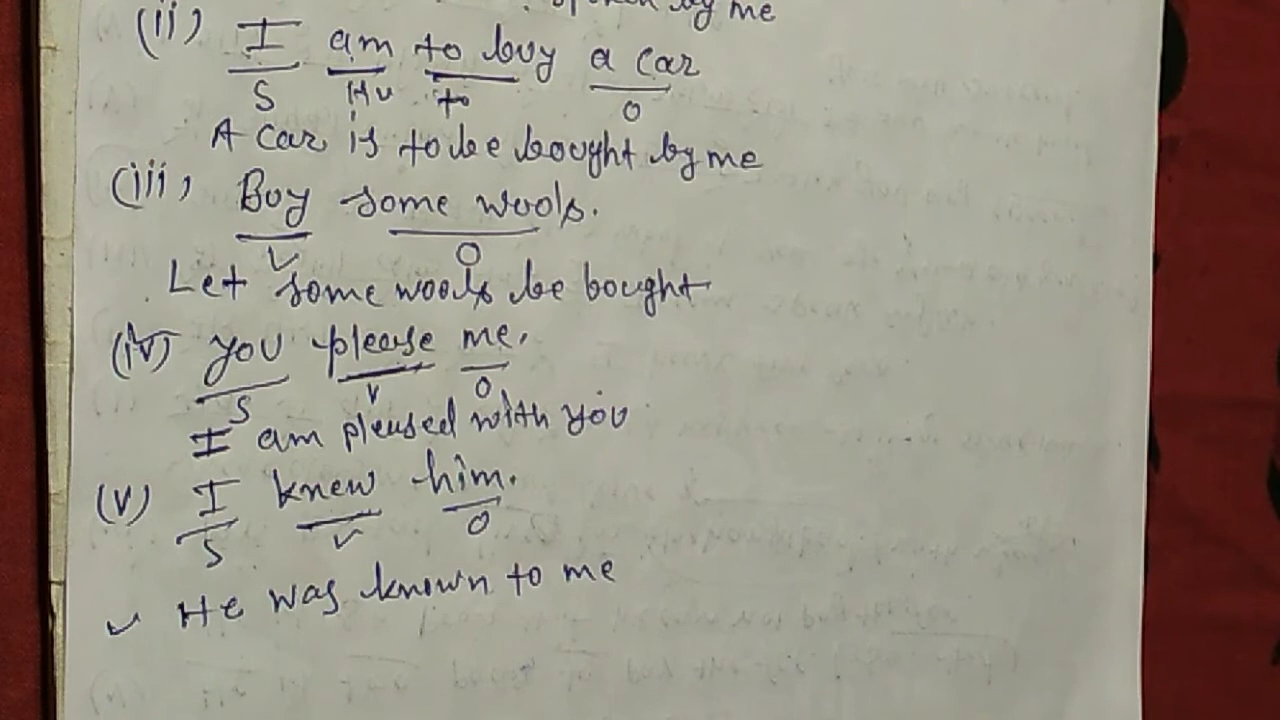 by me
(ii) I am to buy a car
S Hv to O
A car is to be bought by me
(iii) Buy some wools.
V O
Let some wools be bought
(iv) you please me.
S V O
I am pleased with you
(v) I knew him.
S V O
✓ He was known to me